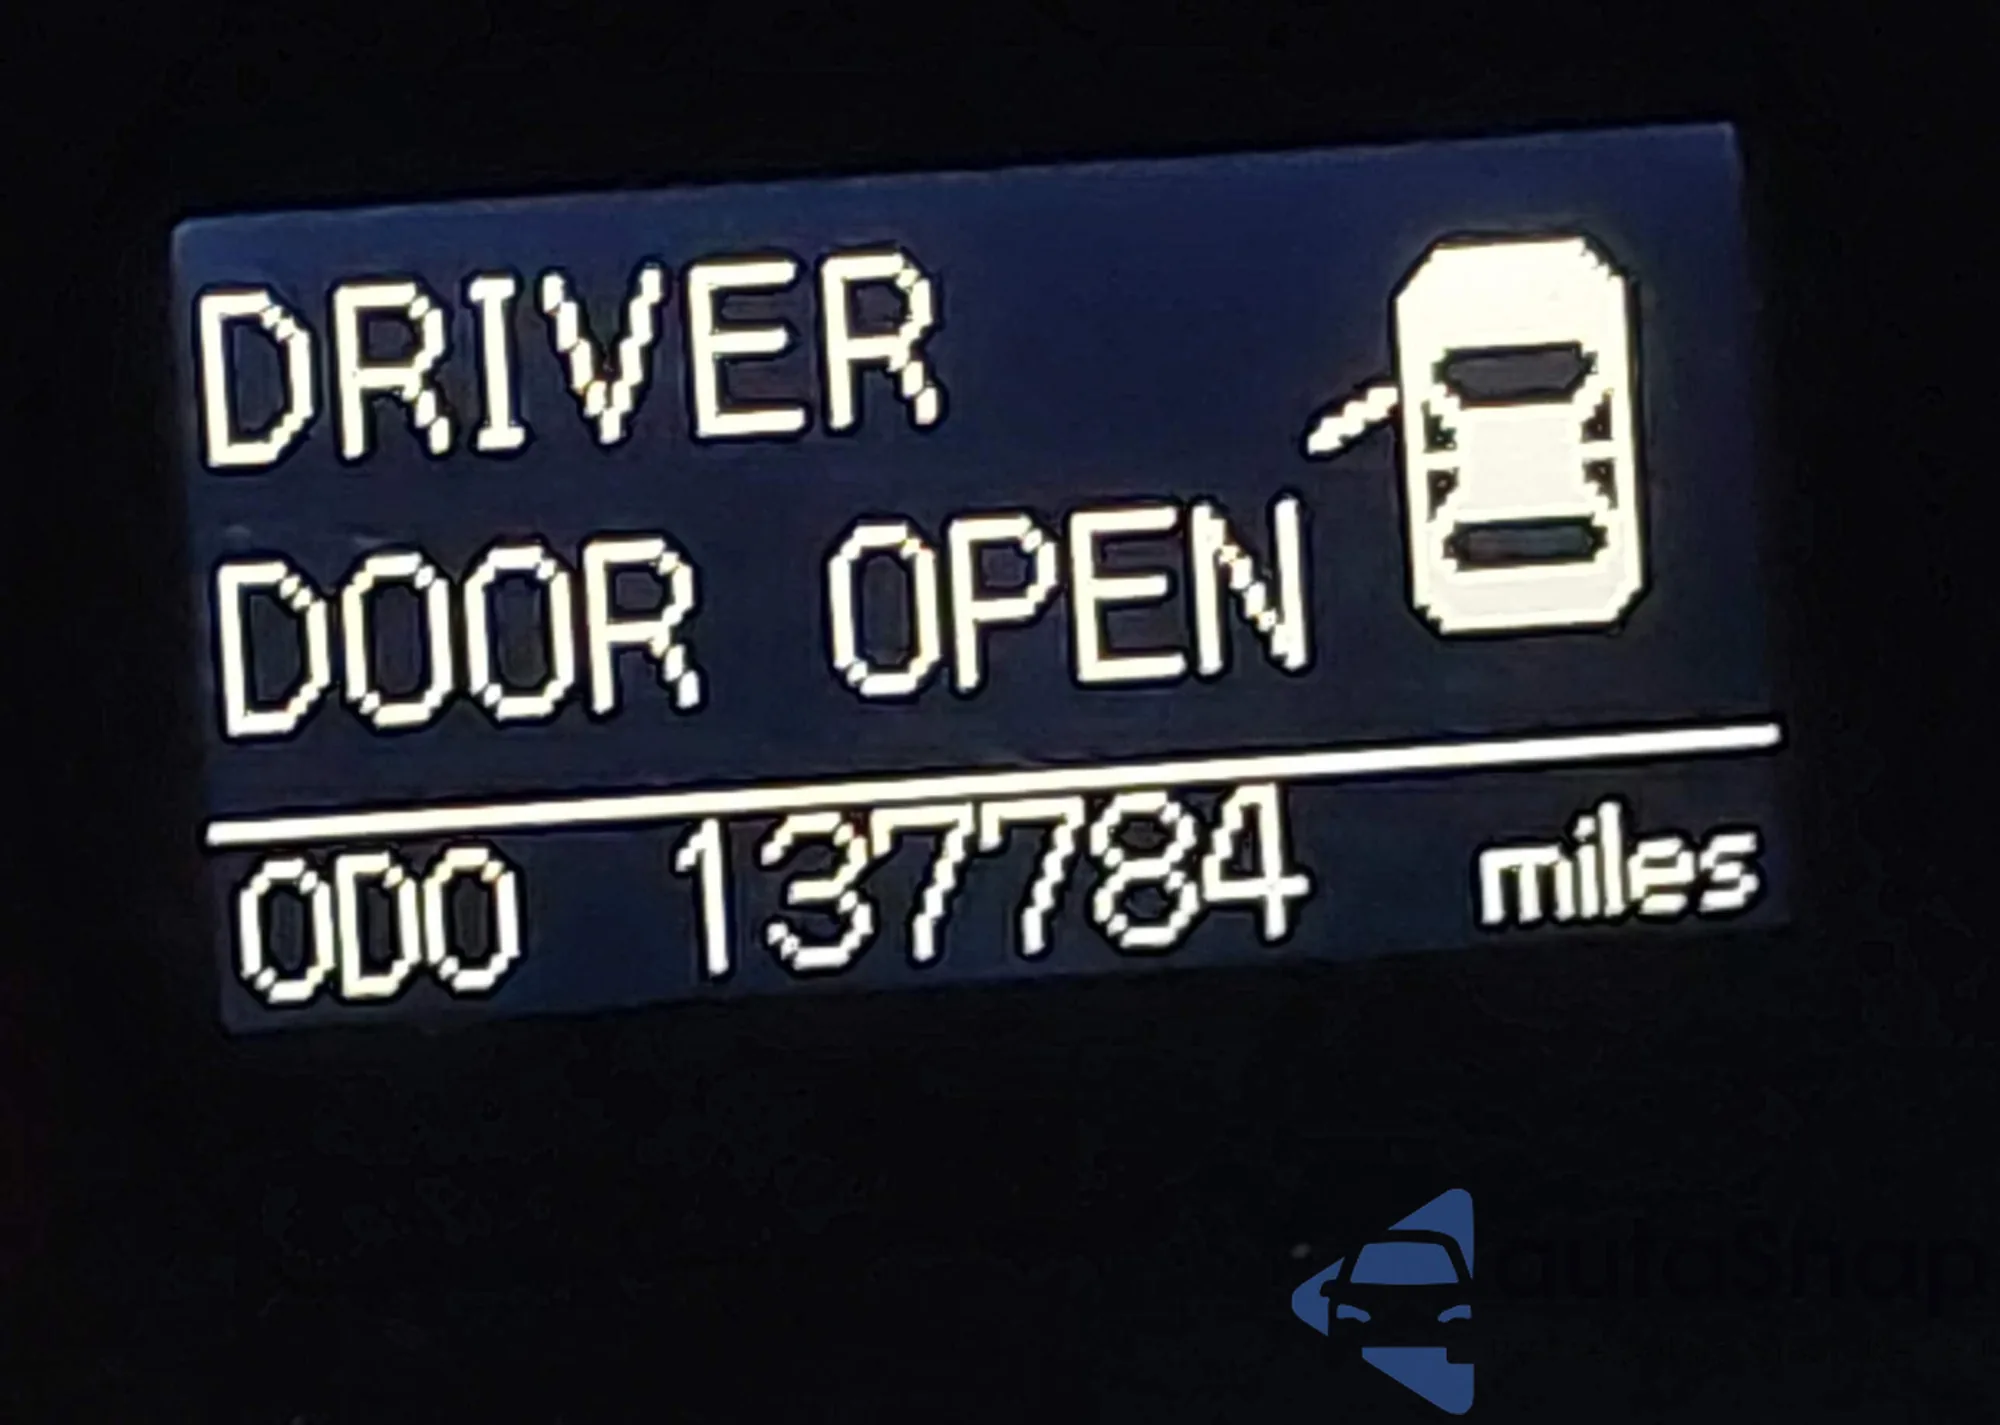 DRIVER
DOOR OPEN
ODO 137784 miles